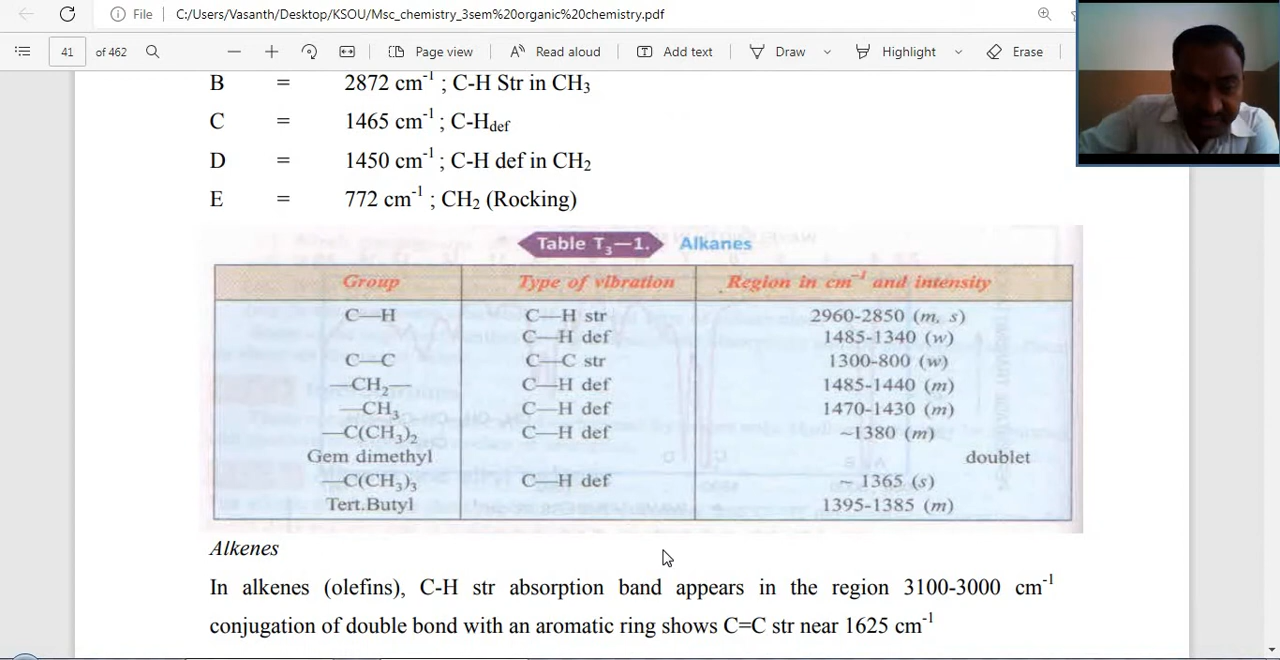 File C:/Users/Vasanth/Desktop/KSOU/Msc_chemistry_3sem%20organic%20chemistry.pdf
41 of 462 Page view Read aloud Add text Draw Highlight Erase
B = 2872 cm⁻¹ ; C-H Str in CH₃
C = 1465 cm⁻¹ ; C-Hdef
D = 1450 cm⁻¹ ; C-H def in CH₂
E = 772 cm⁻¹ ; CH₂ (Rocking)
Table T₃—1. Alkanes
Group Type of vibration Region in cm⁻¹ and intensity
C—H C—H str 2960-2850 (m, s)
C—H def 1485-1340 (w)
C—C C—C str 1300-800 (w)
—CH₂— C—H def 1485-1440 (m)
—CH₃ C—H def 1470-1430 (m)
—C(CH₃)₂ C—H def ~1380 (m)
Gem dimethyl doublet
—C(CH₃)₃ C—H def ~ 1365 (s)
Tert.Butyl 1395-1385 (m)
Alkenes
In alkenes (olefins), C-H str absorption band appears in the region 3100-3000 cm⁻¹
conjugation of double bond with an aromatic ring shows C=C str near 1625 cm⁻¹